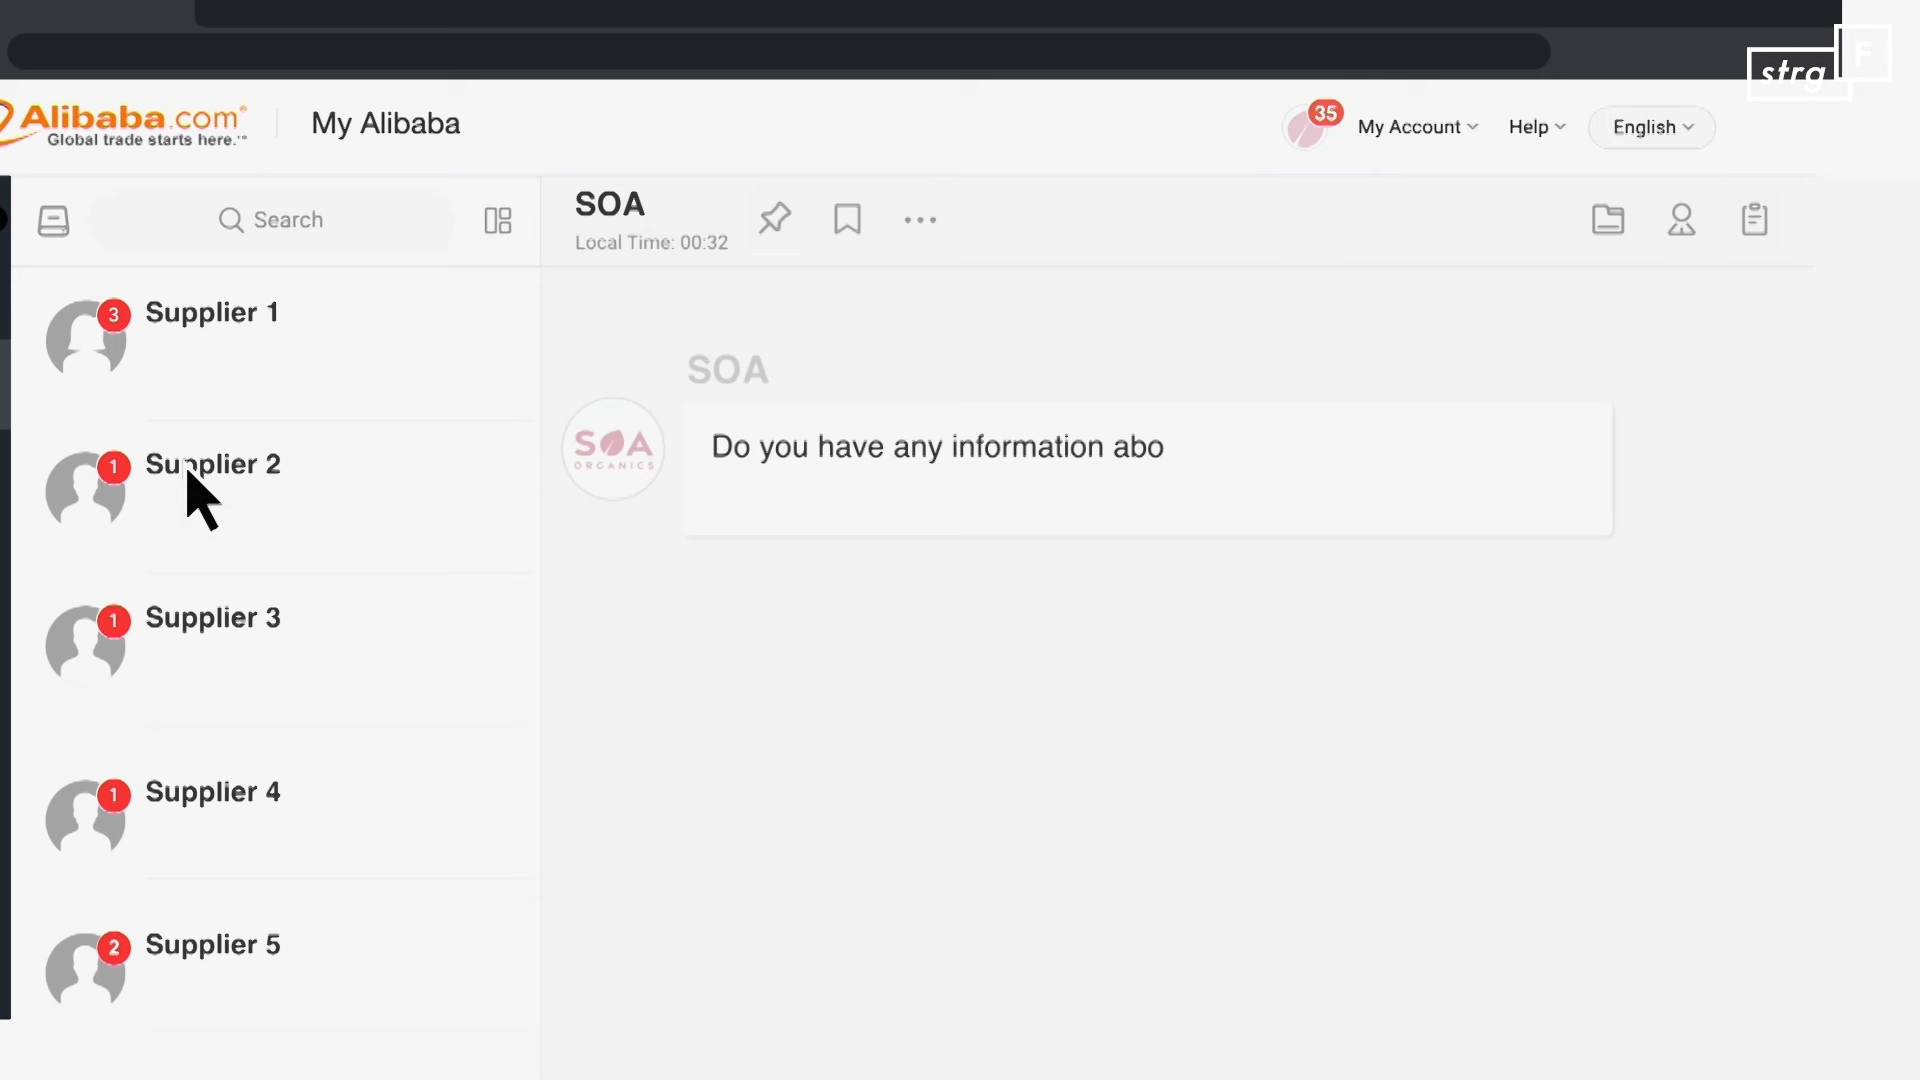 strg
F
Alibaba.com®
Global trade starts here.™
My Alibaba
35
My Account
Help
English
Search
SOA
Local Time: 00:32
3
Supplier 1
1
Supplier 2
1
Supplier 3
1
Supplier 4
2
Supplier 5
SOA
SOA
ORGANICS
Do you have any information abo